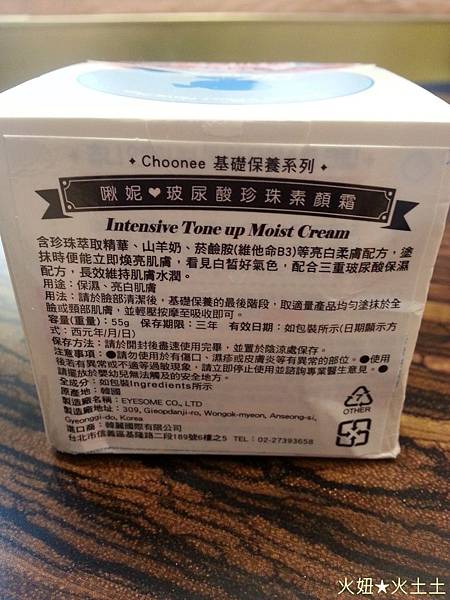 ✦ Choonee 基礎保養系列 ✦
啾妮♥玻尿酸珍珠素顏霜
Intensive Tone up Moist Cream
含珍珠萃取精華、山羊奶、菸鹼胺(維他命B3)等亮白柔膚配方，塗
抹時便能立即煥亮肌膚，看見白皙好氣色，配合三重玻尿酸保濕
配方，長效維持肌膚水潤。
用途：保濕、亮白肌膚
用法：請於臉部清潔後，基礎保養的最後階段，取適量產品均勻塗抹於全
臉或頸部肌膚，並輕壓按摩至吸收即可。
容量(重量)：55g 保存期限：三年 有效日期：如包裝所示(日期顯示方
式：西元年/月/日)
保存方法：請於開封後盡速使用完畢，並置於陰涼處保存。
注意事項：●請勿使用於有傷口、濕疹或皮膚炎等有異常的部位。●使用
後若有異常或不適等過敏現象，請立即停止使用並諮詢專業醫生意見。●
請擺放於嬰幼兒無法觸及的安全地方。
全成分：如包裝Ingredients所示
原產地：韓國
製造廠名稱：EYESOME CO., LTD
製造廠地址：309, Gieopdanji-ro, Wongok-myeon, Anseong-si,
Gyeonggi-do, Korea
進口商：韓麗國際有限公司
台北市信義區基隆路二段189號6樓之5 TEL：02-27393658
7
OTHER
火妞★火土土